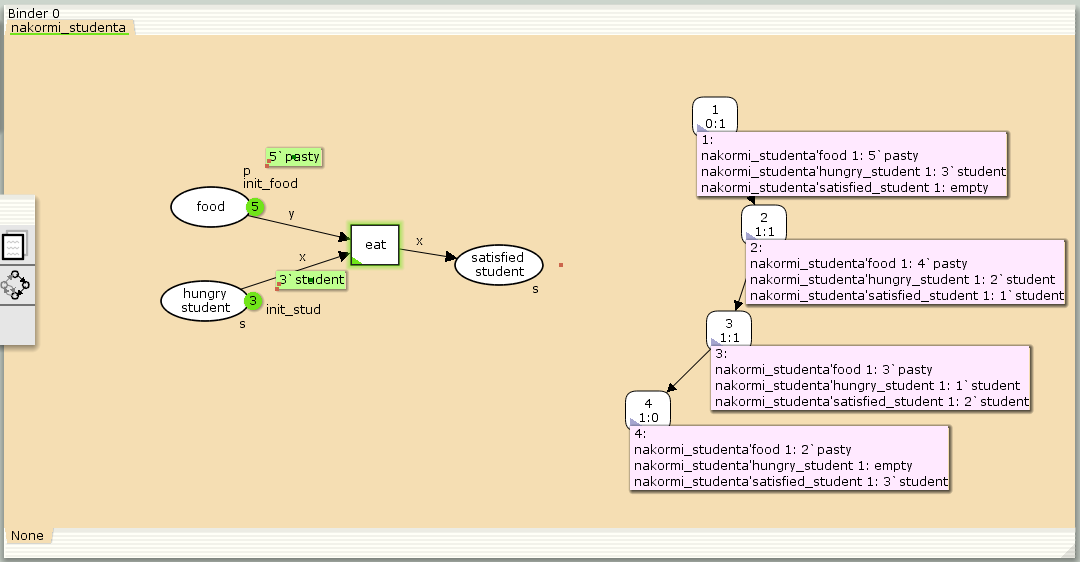 Binder 0
nakormi_studenta
5`pasty
p
init_food
food
5
y
eat
x
satisfied
student
s
x
3`student
hungry
student
3
init_stud
s
1
0:1
1:
nakormi_studenta'food 1: 5`pasty
nakormi_studenta'hungry_student 1: 3`student
nakormi_studenta'satisfied_student 1: empty
2
1:1
2:
nakormi_studenta'food 1: 4`pasty
nakormi_studenta'hungry_student 1: 2`student
nakormi_studenta'satisfied_student 1: 1`student
3
1:1
3:
nakormi_studenta'food 1: 3`pasty
nakormi_studenta'hungry_student 1: 1`student
nakormi_studenta'satisfied_student 1: 2`student
4
1:0
4:
nakormi_studenta'food 1: 2`pasty
nakormi_studenta'hungry_student 1: empty
nakormi_studenta'satisfied_student 1: 3`student
None